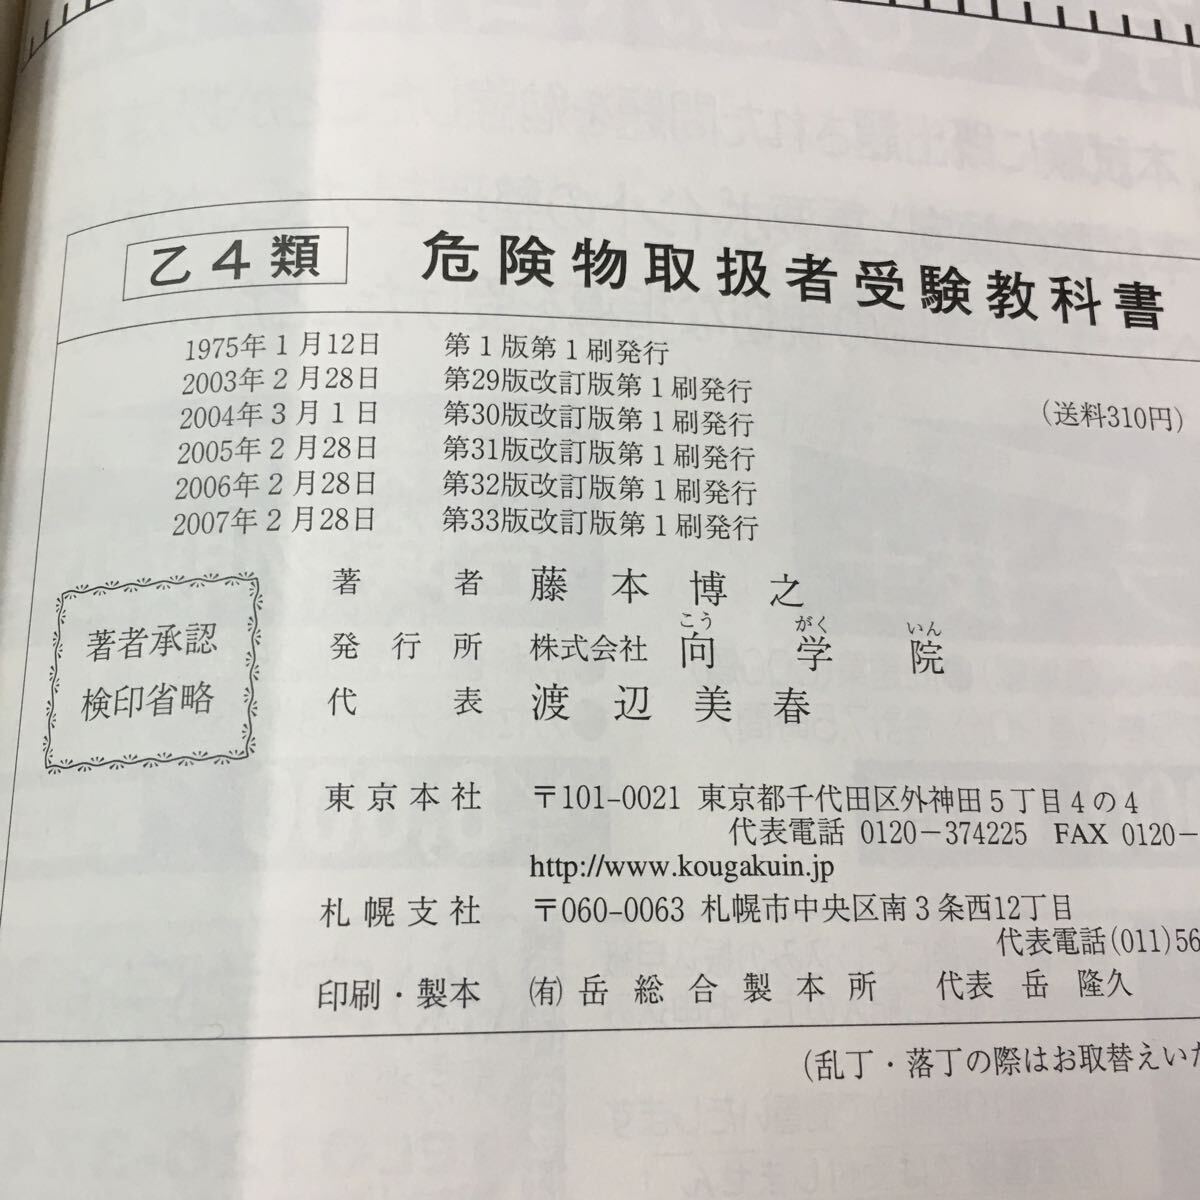 乙4類 危険物取扱者受験教科書
1975年1月12日 第1版第1刷発行
2003年2月28日 第29版改訂版第1刷発行
(送料310円)
2004年3月1日 第30版改訂版第1刷発行
2005年2月28日 第31版改訂版第1刷発行
2006年2月28日 第32版改訂版第1刷発行
2007年2月28日 第33版改訂版第1刷発行
著者承認
検印省略
著者 藤本博之
こう がく いん
発行所 株式会社 向学院
代表 渡辺美春
東京本社 〒101-0021 東京都千代田区外神田5丁目4の4
代表電話 0120-374225 FAX 0120-
http://www.kougakuin.jp
札幌支社 〒060-0063 札幌市中央区南3条西12丁目
代表電話(011)56
印刷・製本 (有) 岳総合製本所 代表 岳 隆久
(乱丁・落丁の際はお取替えいた